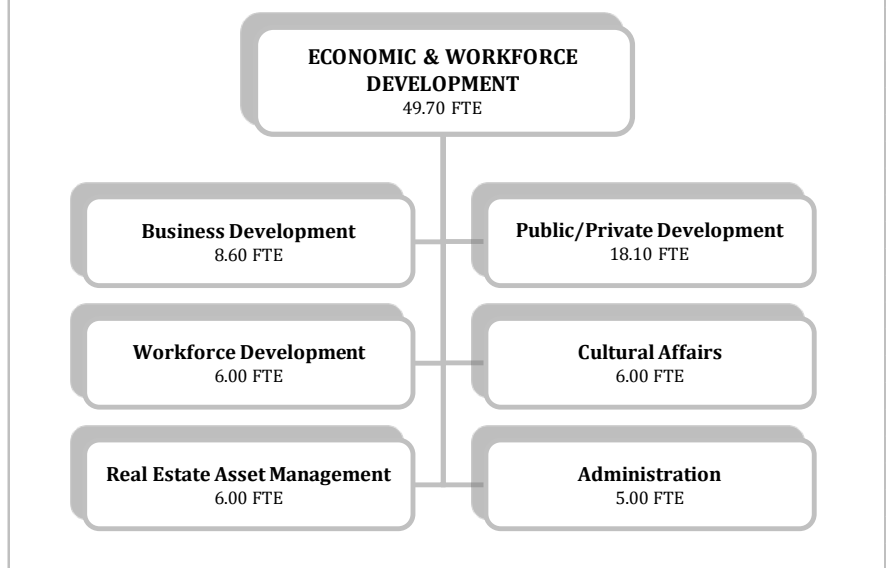 ECONOMIC & WORKFORCE
DEVELOPMENT
49.70 FTE
Business Development
8.60 FTE
Public/Private Development
18.10 FTE
Workforce Development
6.00 FTE
Cultural Affairs
6.00 FTE
Real Estate Asset Management
6.00 FTE
Administration
5.00 FTE